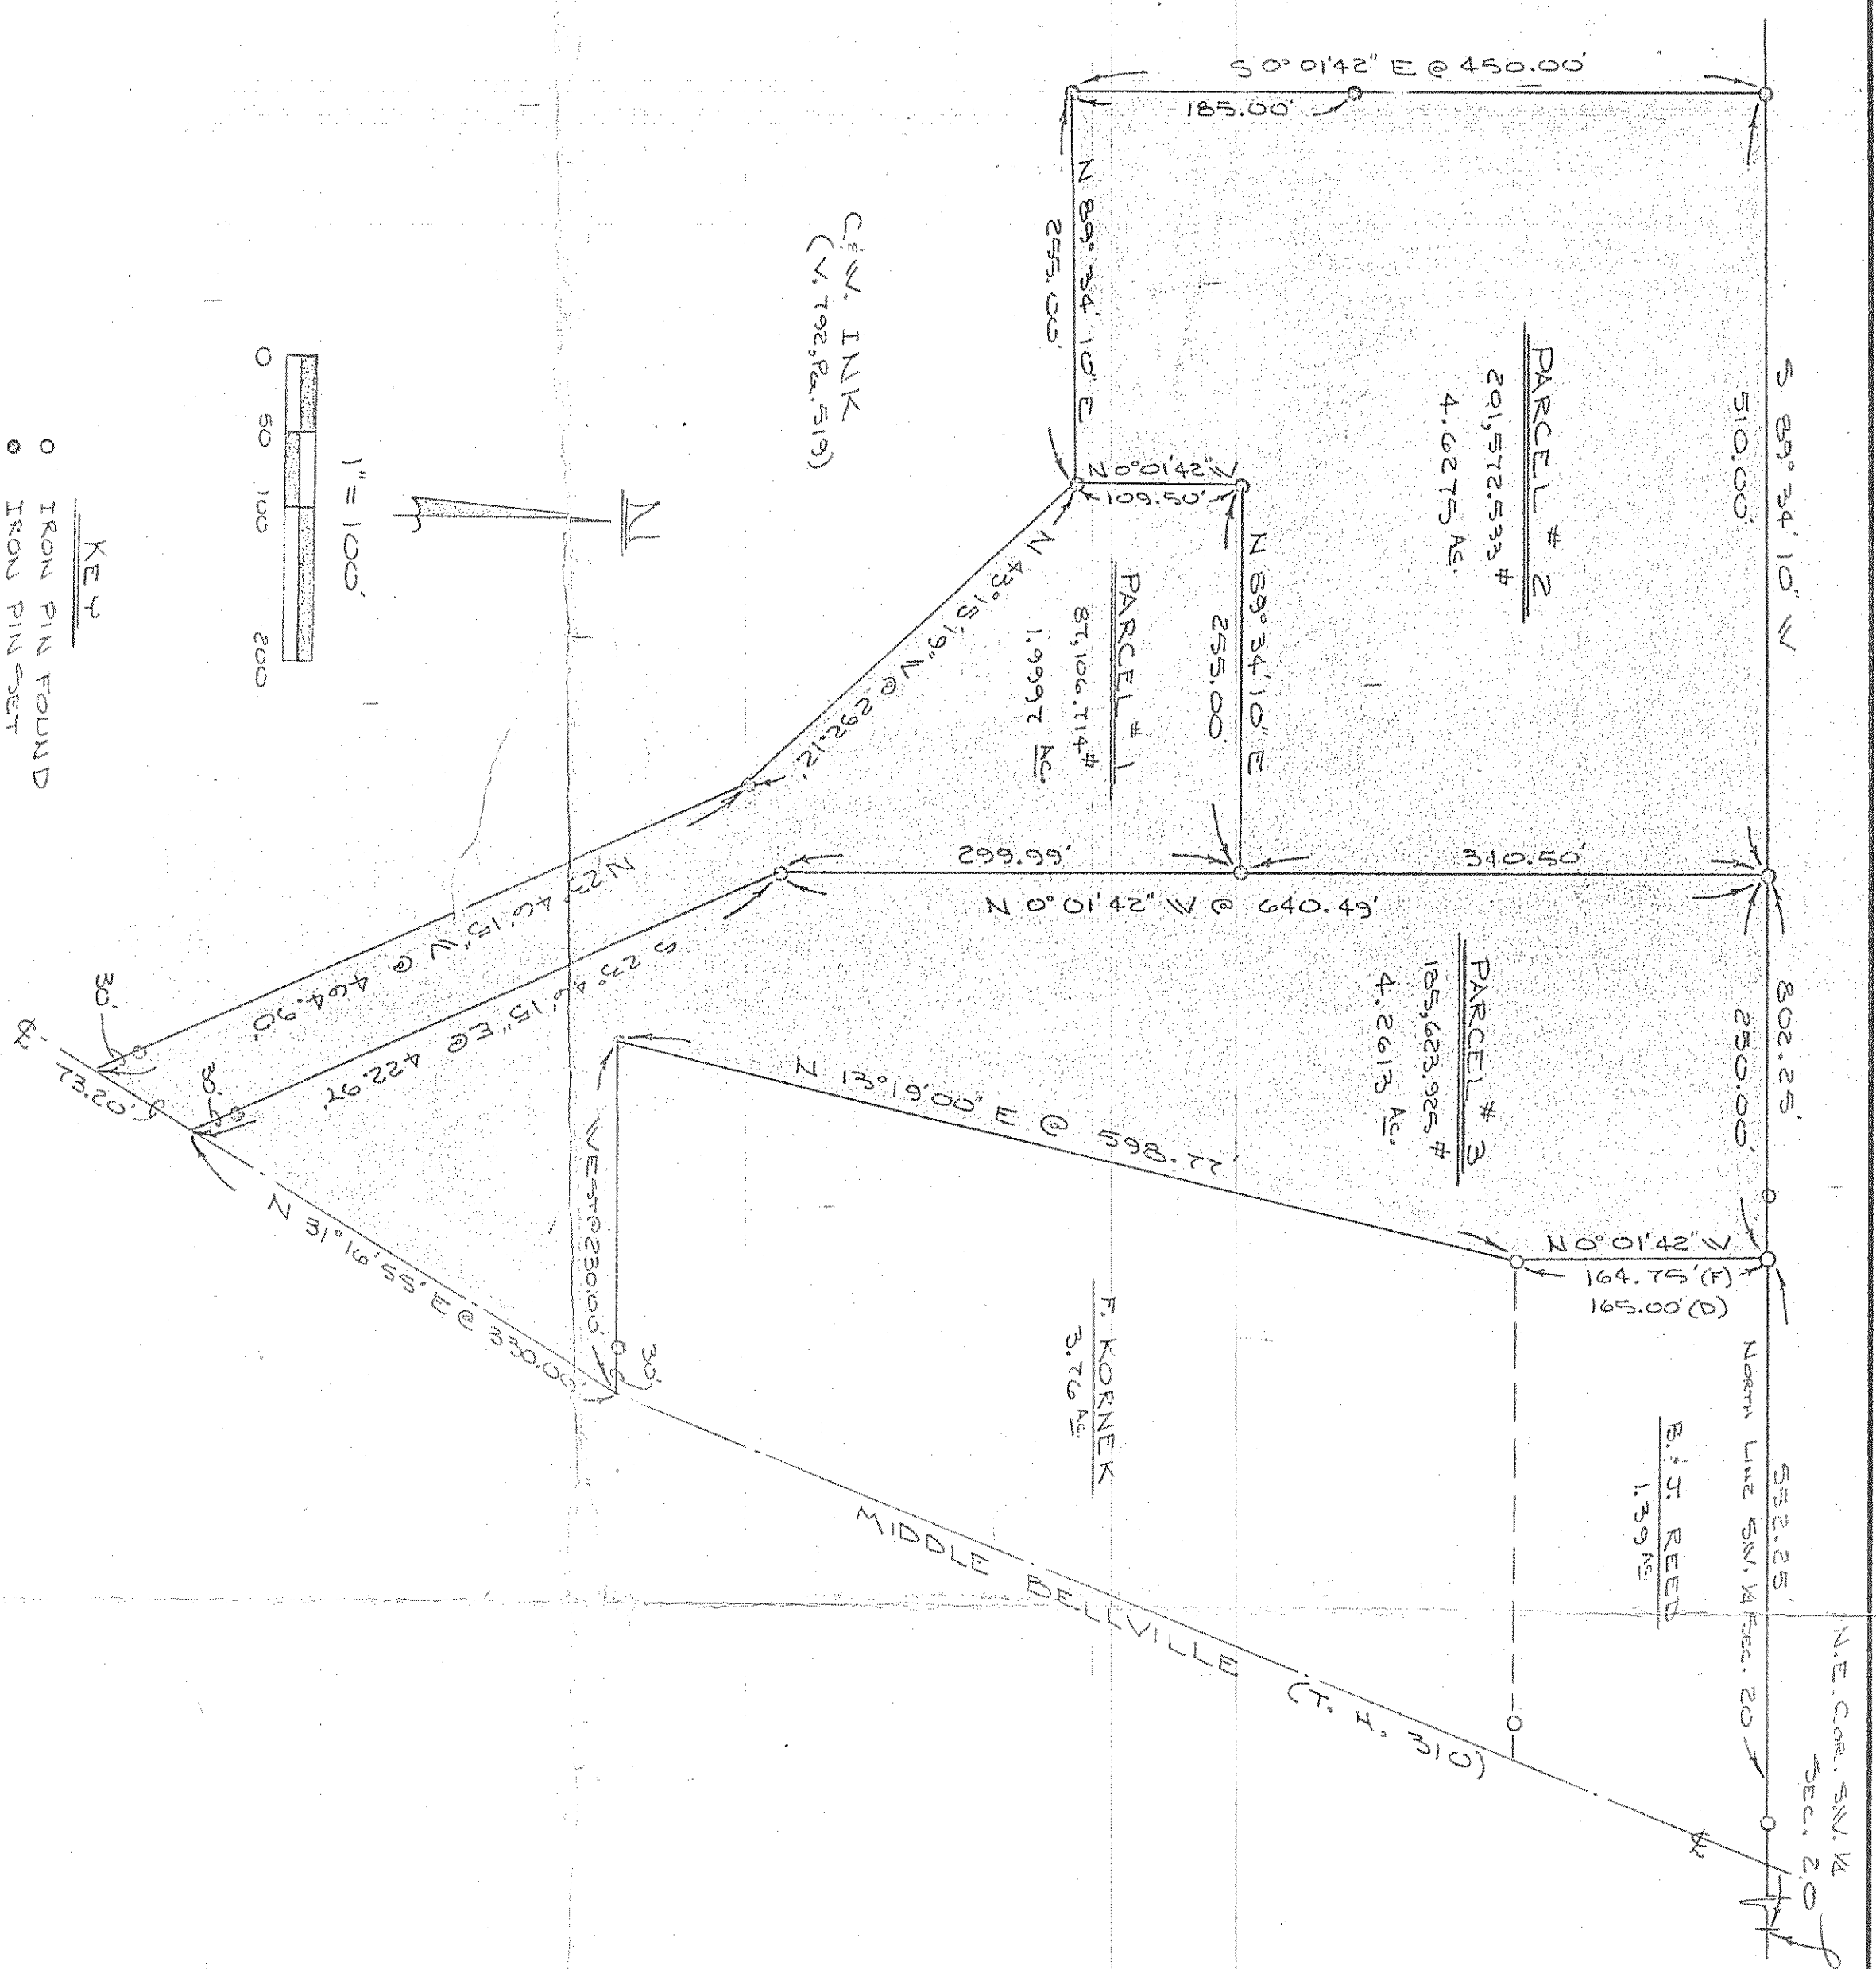 N.E. COR. S.W. 1/4
SEC. 20
S 89° 34' 10" W
802.25'
552.25'
510.00'
250.00'
NORTH LINE S.W. 1/4 SEC. 20
S 0° 01' 42" E @ 450.00'
185.00'
PARCEL # 2
201,572.533 #
4.6275 AC.
340.50'
N 0° 01' 42" W
164.75' (F)
165.00' (D)
B. & J. REED
1.39 AC.
PARCEL # 3
185,623.925 #
4.2613 AC.
N 89° 34' 10" E
255.00'
N 0° 01' 42" W
109.50'
N 89° 34' 10" E
255.00'
PARCEL # 1
87,106.714 #
1.9997 AC.
299.99'
N 0° 01' 42" W @ 640.49'
N 13° 19' 00" E @ 598.77'
F. KORNEK
3.76 AC.
C. & W. INK
(V. 792, PG. 519)
N 43° 15' 19" W @ 292.12'
N 23° 46' 15" W @ 464.90'
S 23° 46' 15" E @ 422.97'
WEST @ 230.00'
30'
30'
30'
73.20'
N 31° 16' 55" E @ 330.00'
MIDDLE BELLVILLE (T. H. 310)
N
1" = 100'
0 50 100 200
KEY
o IRON PIN FOUND
IRON PIN SET